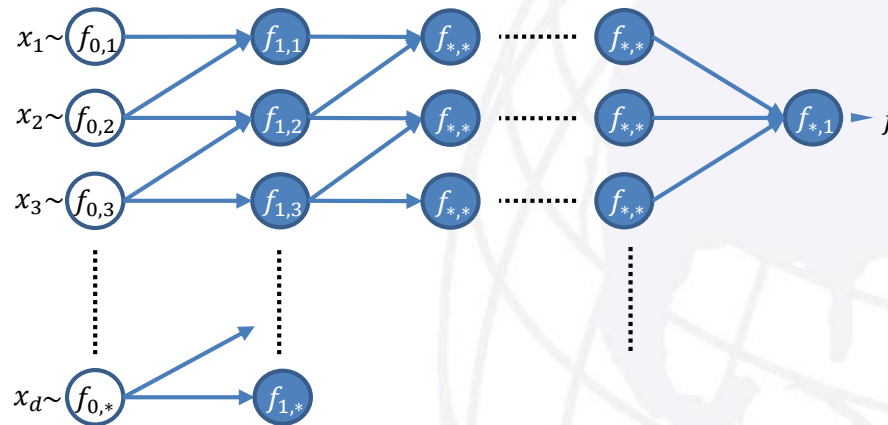 x₁~ f₀,₁ f₁,₁ f*,* f*,*
x₂~ f₀,₂ f₁,₂ f*,* f*,* f*,₁
x₃~ f₀,₃ f₁,₃ f*,* f*,*
x_d~ f₀,* f₁,*